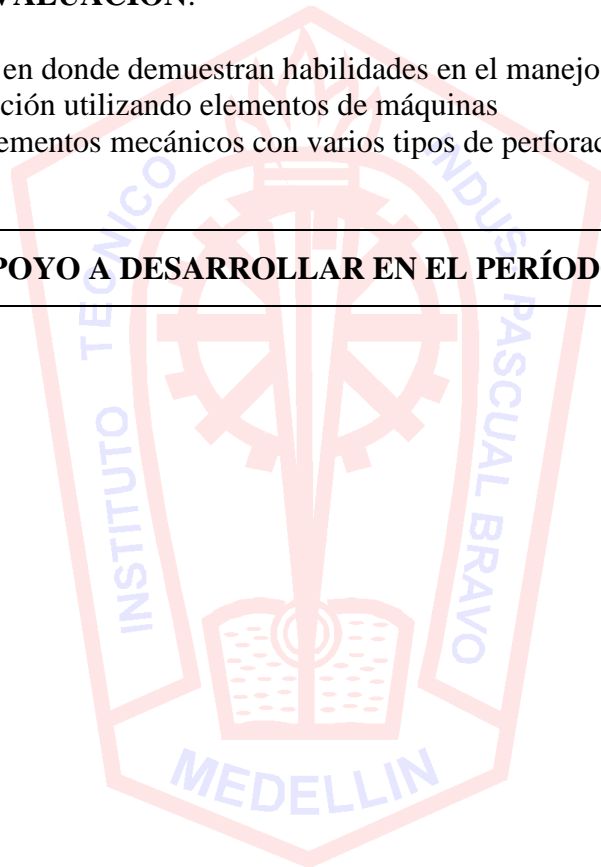 VALUACIÓN:
en donde demuestran habilidades en el manejo
ción utilizando elementos de máquinas
ementos mecánicos con varios tipos de perforac
POYO A DESARROLLAR EN EL PERÍOD
INSTITUTO TECNICO INDUS PASCUAL BRAVO
MEDELLIN